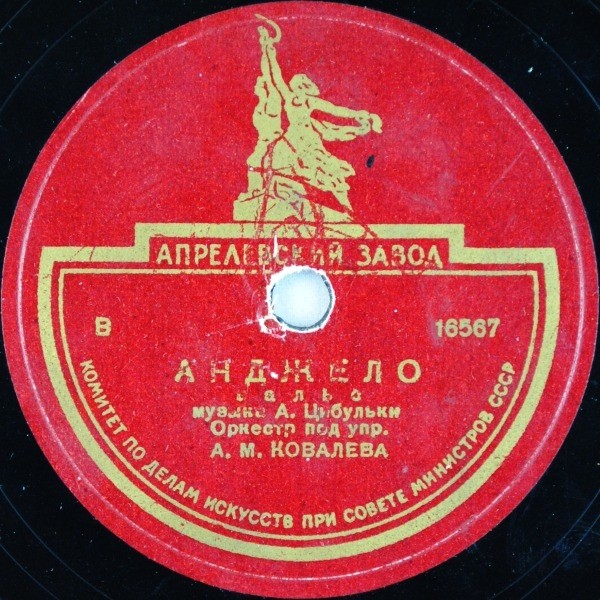 АПРЕЛЕВСКИЙ ЗАВОД
В 16567
АНДЖЕЛО
вальс
музыка А. Цибульки
Оркестр под упр.
А. М. КОВАЛЕВА
КОМИТЕТ ПО ДЕЛАМ ИСКУССТВ ПРИ СОВЕТЕ МИНИСТРОВ СССР